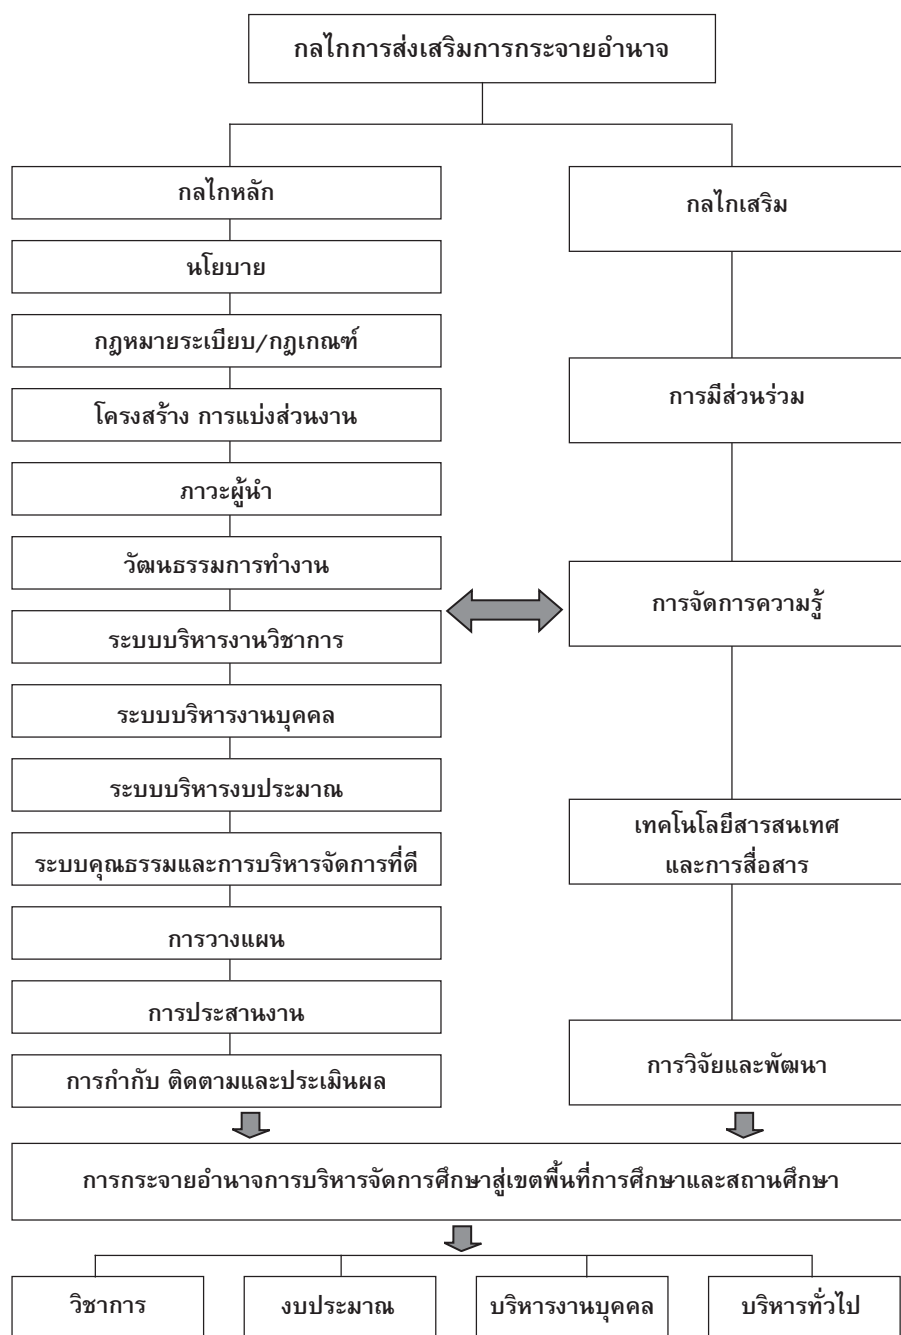 กลไกการส่งเสริมการกระจายอำนาจ
กลไกหลัก
นโยบาย
กฎหมายระเบียบ/กฎเกณฑ์
โครงสร้าง การแบ่งส่วนงาน
ภาวะผู้นำ
วัฒนธรรมการทำงาน
ระบบบริหารงานวิชาการ
ระบบบริหารงานบุคคล
ระบบบริหารงบประมาณ
ระบบคุณธรรมและการบริหารจัดการที่ดี
การวางแผน
การประสานงาน
การกำกับ ติดตามและประเมินผล
กลไกเสริม
การมีส่วนร่วม
การจัดการความรู้
เทคโนโลยีสารสนเทศ
และการสื่อสาร
การวิจัยและพัฒนา
การกระจายอำนาจการบริหารจัดการศึกษาสู่เขตพื้นที่การศึกษาและสถานศึกษา
วิชาการ
งบประมาณ
บริหารงานบุคคล
บริหารทั่วไป